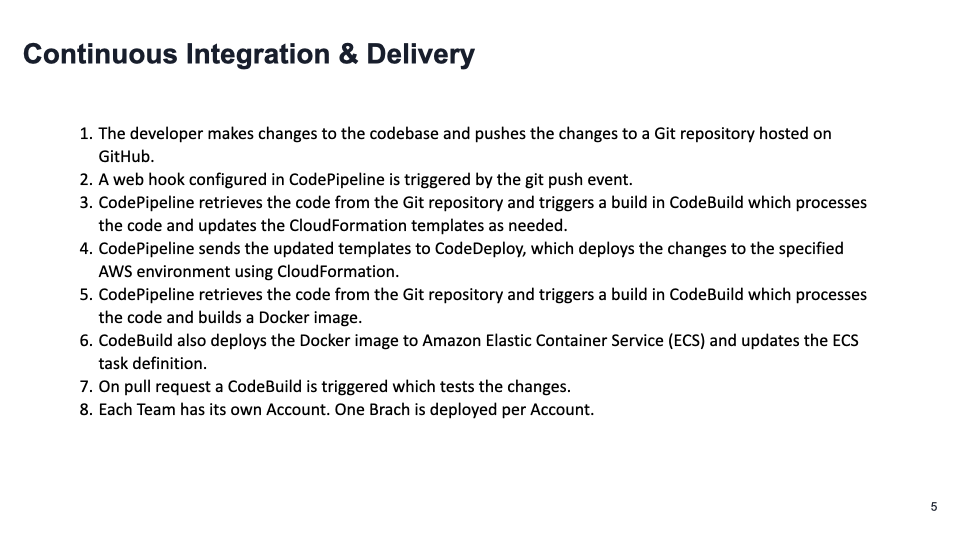 Continuous Integration & Delivery
1. The developer makes changes to the codebase and pushes the changes to a Git repository hosted on
GitHub.
2. A web hook configured in CodePipeline is triggered by the git push event.
3. CodePipeline retrieves the code from the Git repository and triggers a build in CodeBuild which processes
the code and updates the CloudFormation templates as needed.
4. CodePipeline sends the updated templates to CodeDeploy, which deploys the changes to the specified
AWS environment using CloudFormation.
5. CodePipeline retrieves the code from the Git repository and triggers a build in CodeBuild which processes
the code and builds a Docker image.
6. CodeBuild also deploys the Docker image to Amazon Elastic Container Service (ECS) and updates the ECS
task definition.
7. On pull request a CodeBuild is triggered which tests the changes.
8. Each Team has its own Account. One Brach is deployed per Account.
5